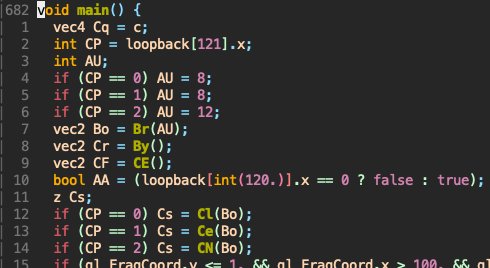 682 void main() {
1 vec4 Cq = c;
2 int CP = loopback[121].x;
3 int AU;
4 if (CP == 0) AU = 8;
5 if (CP == 1) AU = 8;
6 if (CP == 2) AU = 12;
7 vec2 Bo = Br(AU);
8 vec2 Cr = By();
9 vec2 CF = CE();
10 bool AA = (loopback[int(120.)].x == 0 ? false : true);
11 z Cs;
12 if (CP == 0) Cs = Cl(Bo);
13 if (CP == 1) Cs = Ce(Bo);
14 if (CP == 2) Cs = CN(Bo);
15 if (gl_FragCoord.y <= 1. && gl_FragCoord.x > 100. && gl